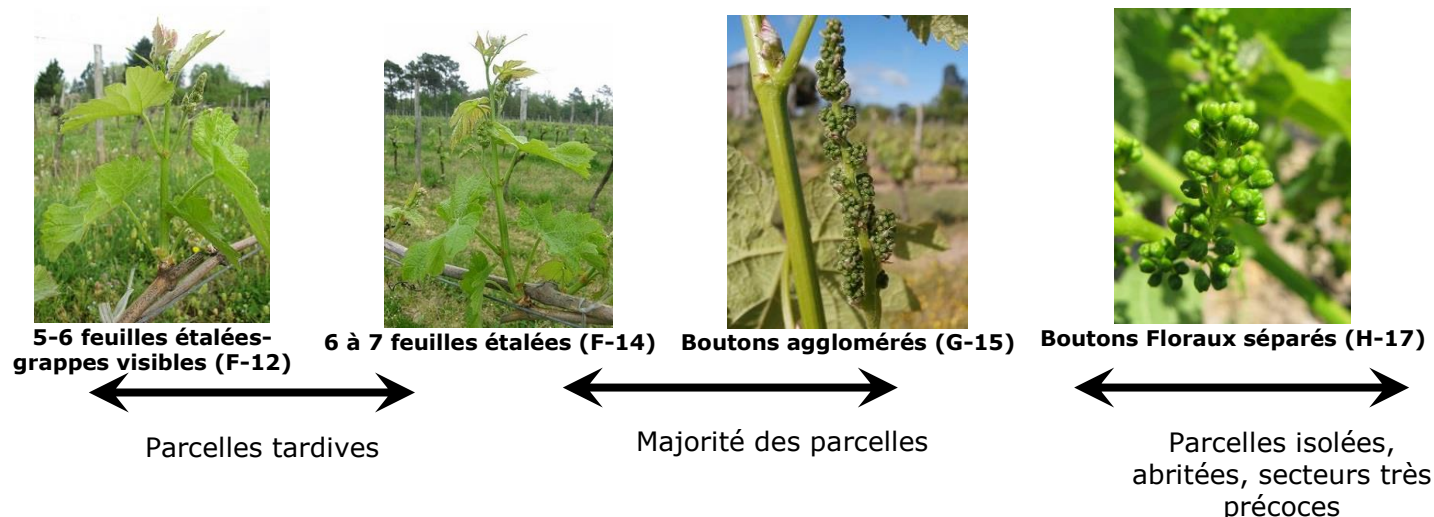 5-6 feuilles étalées-
grappes visibles (F-12)
6 à 7 feuilles étalées (F-14)
Boutons agglomérés (G-15)
Boutons Floraux séparés (H-17)
Parcelles tardives
Majorité des parcelles
Parcelles isolées,
abritées, secteurs très
précoces